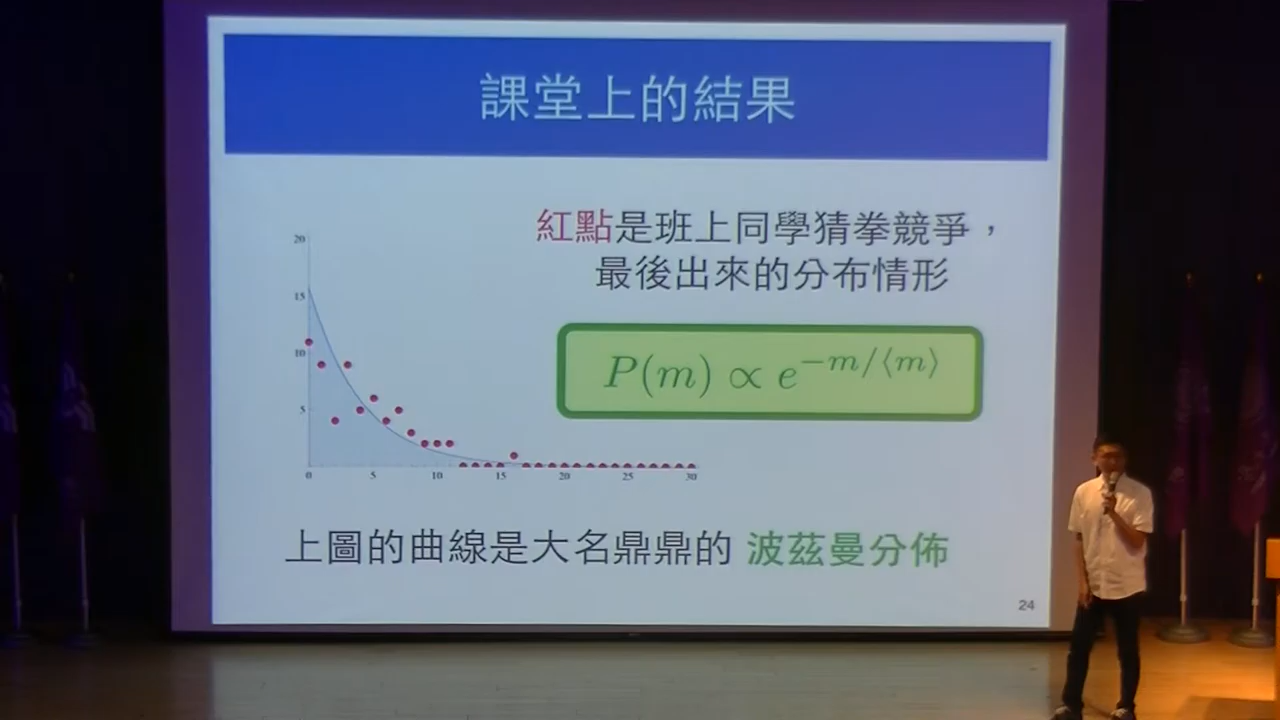 課堂上的結果
紅點是班上同學猜拳競爭，
最後出來的分布情形
P(m) ∝ e^{-m/⟨m⟩}
20
15
10
5
0 5 10 15 20 25 30
上圖的曲線是大名鼎鼎的 波茲曼分佈
24